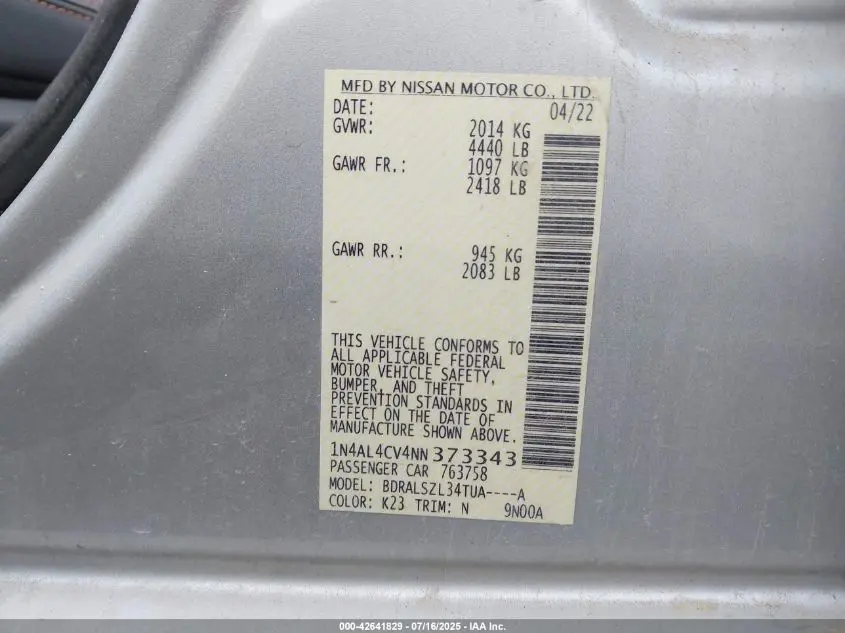 MFD BY NISSAN MOTOR CO., LTD.
DATE: 04/22
GVWR: 2014 KG
4440 LB
GAWR FR.: 1097 KG
2418 LB
GAWR RR.: 945 KG
2083 LB
THIS VEHICLE CONFORMS TO
ALL APPLICABLE FEDERAL
MOTOR VEHICLE SAFETY,
BUMPER, AND THEFT
PREVENTION STANDARDS IN
EFFECT ON THE DATE OF
MANUFACTURE SHOWN ABOVE.
1N4AL4CV4NN373343
PASSENGER CAR 763758
MODEL: BDRALSZL34TUA----A
COLOR: K23 TRIM: N 9N00A
000-42641829 - 07/16/2025 - IAA Inc.